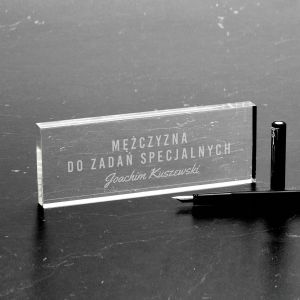 MĘŻCZYZNA
DO ZADAŃ SPECJALNYCH
Joachim Kuszewski